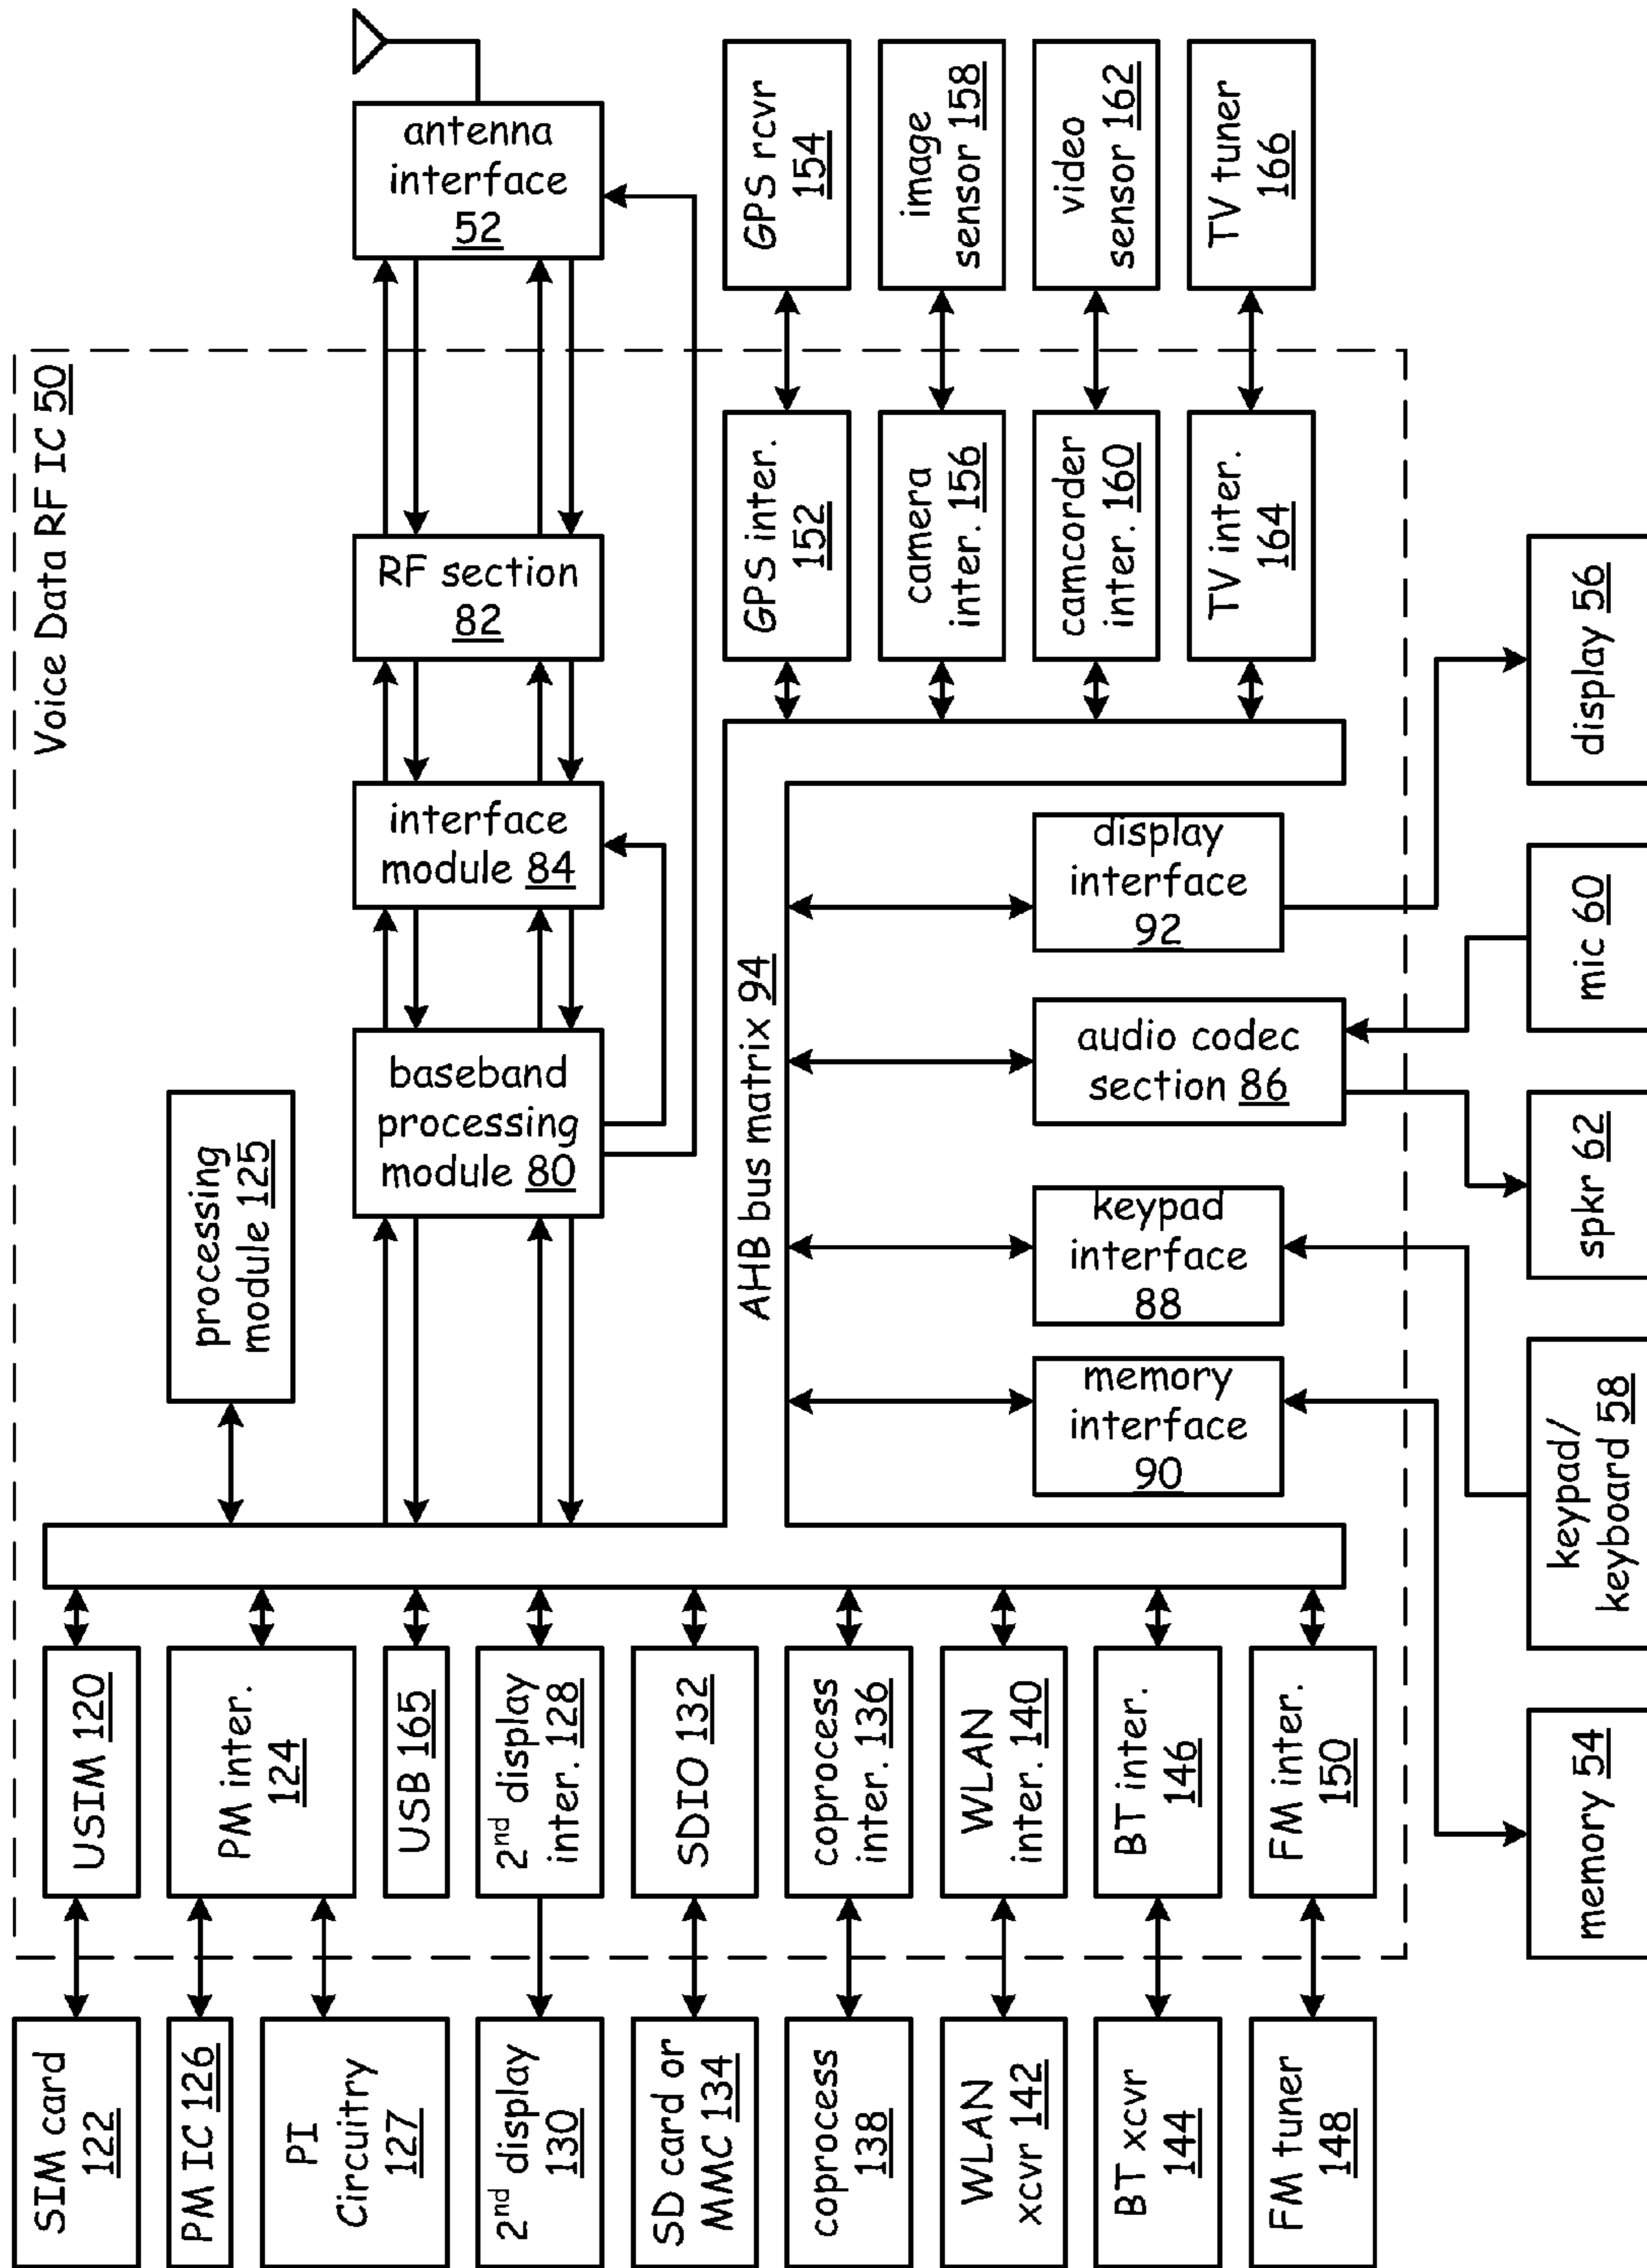 Voice Data RF IC 50
processing
module 125
antenna
interface
52
RF section
82
interface
module 84
baseband
processing
module 80
AHB bus matrix 94
GPS rcvr
154
image
sensor 158
video
sensor 162
TV tuner
166
GPS inter.
152
camera
inter. 156
camcorder
inter. 160
TV inter.
164
display
interface
92
audio codec
section 86
keypad
interface
88
memory
interface
90
display 56
mic 60
spkr 62
keypad/
keyboard 58
memory 54
USIM 120
PM inter.
124
USB 165
2nd display
inter. 128
SDIO 132
coprocess
inter. 136
WLAN
inter. 140
BT inter.
146
FM inter.
150
SIM card
122
PM IC 126
PI
Circuitry
127
2nd display
130
SD card or
MMC 134
coprocess
138
WLAN
xcvr 142
BT xcvr
144
FM tuner
148